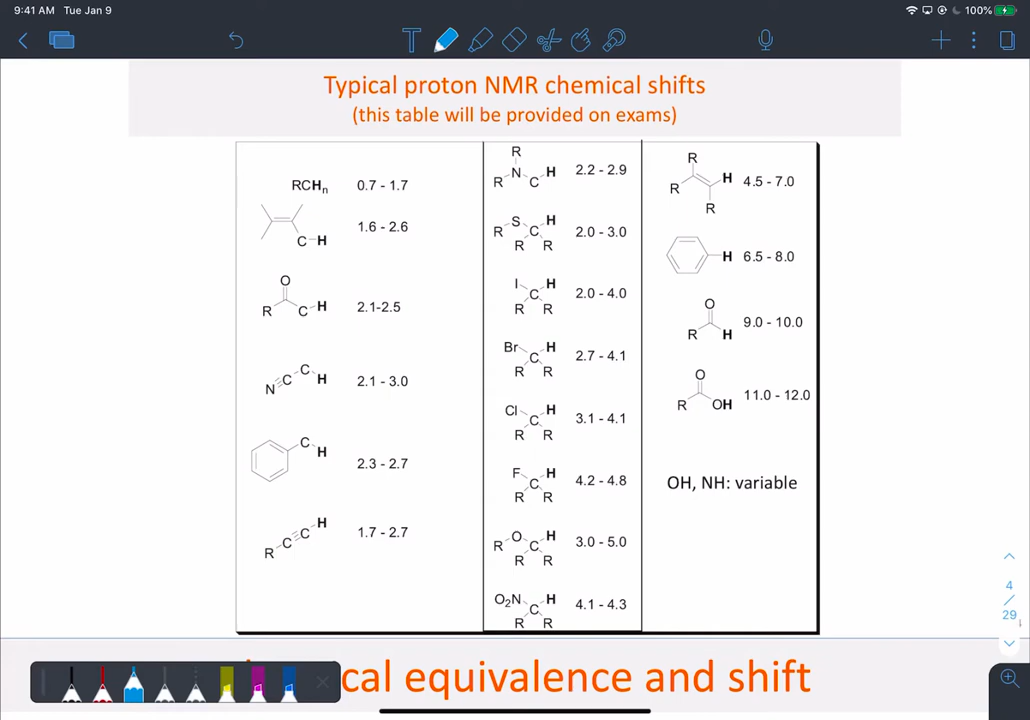 9:41 AM Tue Jan 9
100%
T
Typical proton NMR chemical shifts
(this table will be provided on exams)
RCHn 0.7 - 1.7
C H 1.6 - 2.6
O
R C H 2.1-2.5
N C C H 2.1 - 3.0
C H 2.3 - 2.7
R C C H 1.7 - 2.7
R
R N C H 2.2 - 2.9
R S C H 2.0 - 3.0
R R
I C H 2.0 - 4.0
R R
Br C H 2.7 - 4.1
R R
Cl C H 3.1 - 4.1
R R
F C H 4.2 - 4.8
R R
R O C H 3.0 - 5.0
R R
O2N C H 4.1 - 4.3
R R
R
R H 4.5 - 7.0
R
H 6.5 - 8.0
O
R H 9.0 - 10.0
O
R OH 11.0 - 12.0
OH, NH: variable
4
/
29
cal equivalence and shift